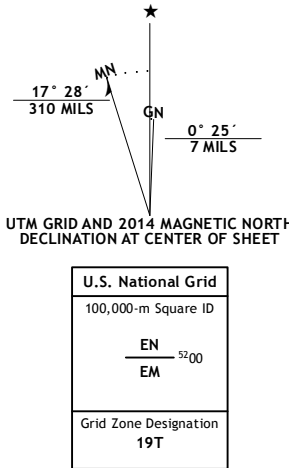 ★
MN
GN
17° 28´
310 MILS
0° 25´
7 MILS
UTM GRID AND 2014 MAGNETIC NORTH
DECLINATION AT CENTER OF SHEET
U.S. National Grid
100,000-m Square ID
EN
5200
EM
Grid Zone Designation
19T